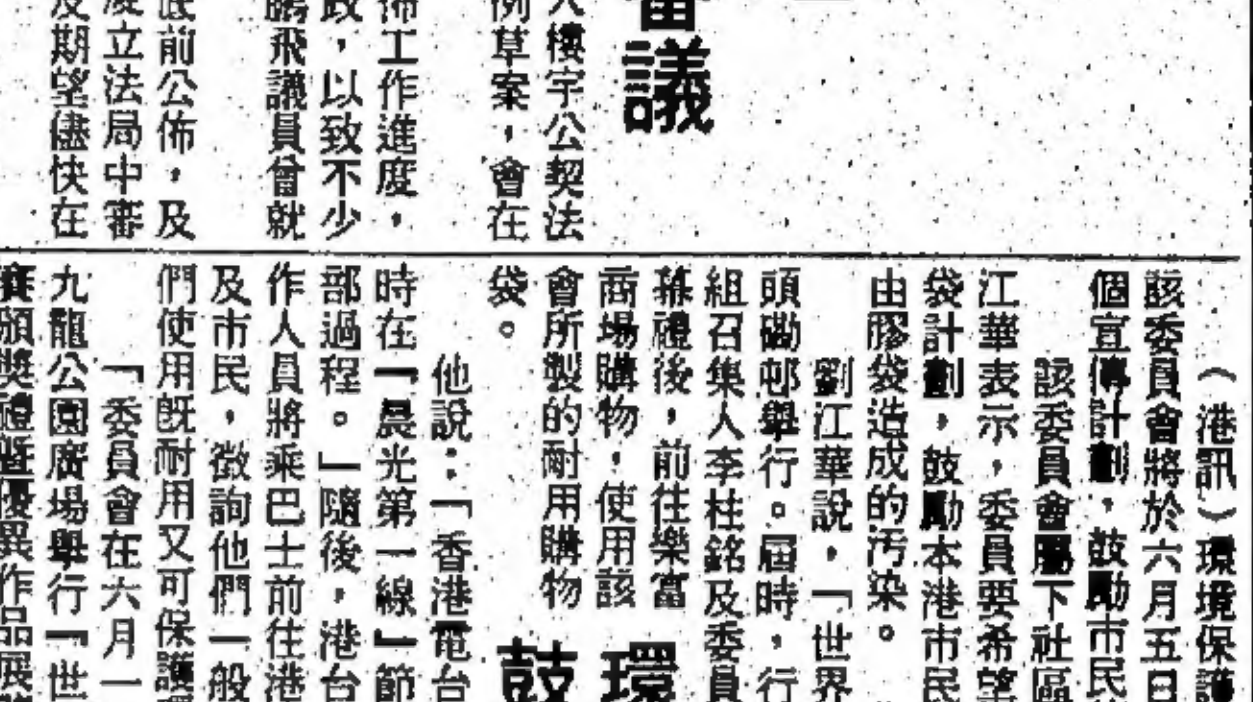 審議
大樓宇公契法
例草案，會在
佈工作進度，
政，以致不少
鵬飛議員曾就
底前公佈，及
凌立法局中審
及期望儘快在
（港訊）環境保護
該委員會將於六月五日
個宣傳計劃，鼓勵市民
該委員會屬下社區
江華表示，委員要希望
袋計劃，鼓勵本港市民
由膠袋造成的污染。
劉江華說，「世界
頭磡邨舉行。屆時，行
組召集人李柱銘及委員
幕禮後，前往樂富
商場購物，使用該
會所製的耐用購物
袋。
環
鼓
他說：「香港電台
時在「晨光第一線」節
部過程。」隨後，港台
作人員將乘巴士前往港
及市民，徵詢他們一般
們使用既耐用又可保護環
「委員會在六月一
九龍公園廣場舉行「世
賽頒獎禮暨優異作品展